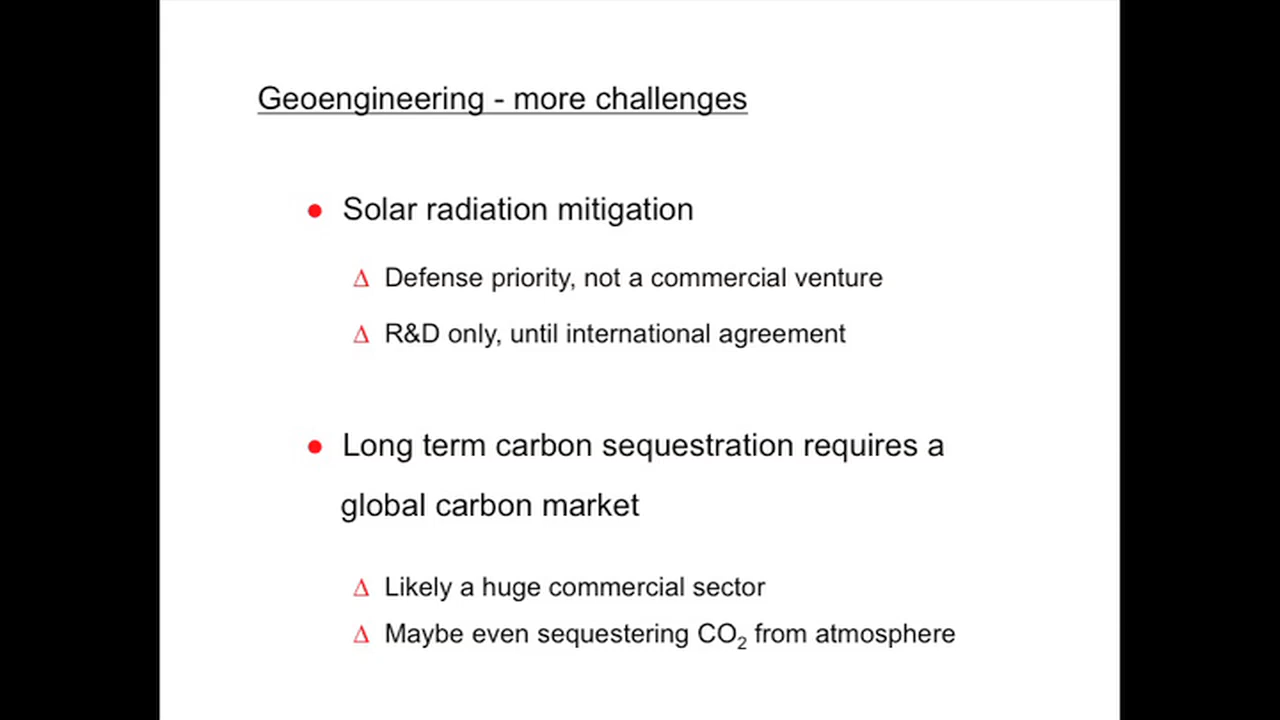 Geoengineering - more challenges
● Solar radiation mitigation
Δ Defense priority, not a commercial venture
Δ R&D only, until international agreement
● Long term carbon sequestration requires a
global carbon market
Δ Likely a huge commercial sector
Δ Maybe even sequestering CO₂ from atmosphere